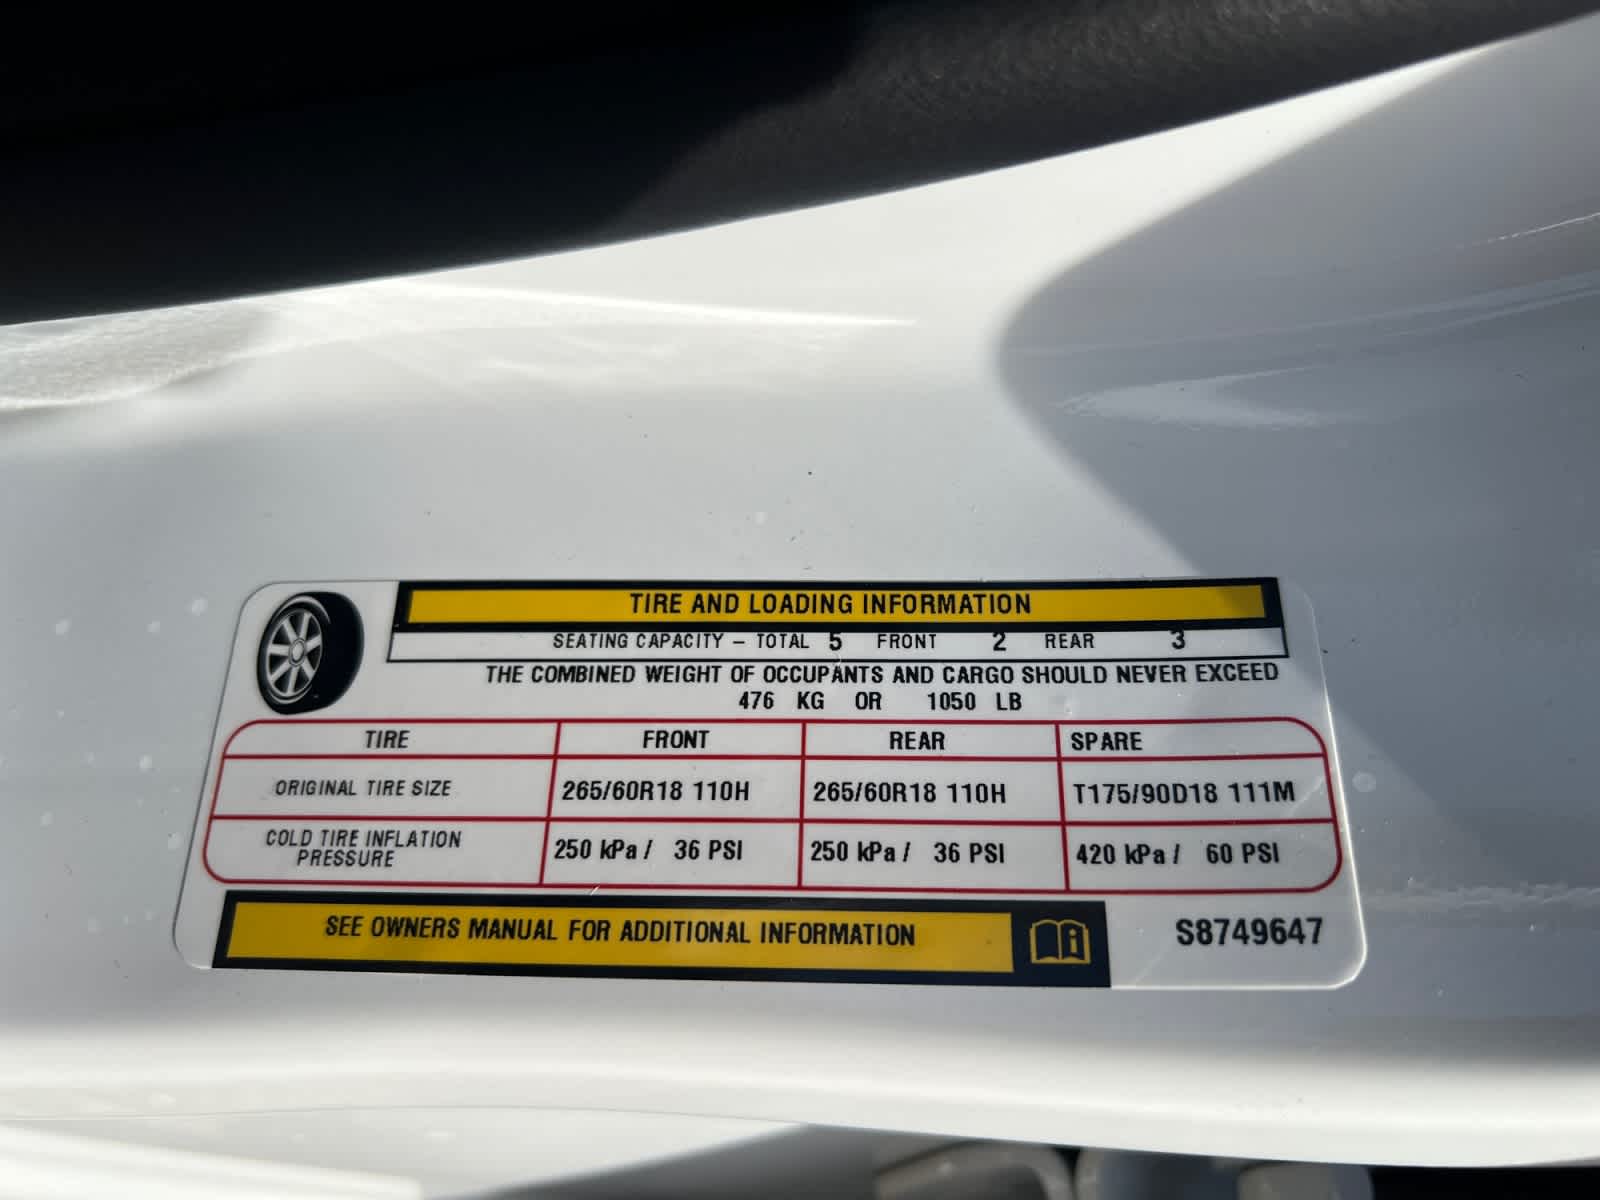 TIRE AND LOADING INFORMATION
SEATING CAPACITY – TOTAL 5 FRONT 2 REAR 3
THE COMBINED WEIGHT OF OCCUPANTS AND CARGO SHOULD NEVER EXCEED
476 KG OR 1050 LB
TIRE FRONT REAR SPARE
ORIGINAL TIRE SIZE 265/60R18 110H 265/60R18 110H T175/90D18 111M
COLD TIRE INFLATION
PRESSURE 250 kPa / 36 PSI 250 kPa / 36 PSI 420 kPa / 60 PSI
SEE OWNERS MANUAL FOR ADDITIONAL INFORMATION
S8749647